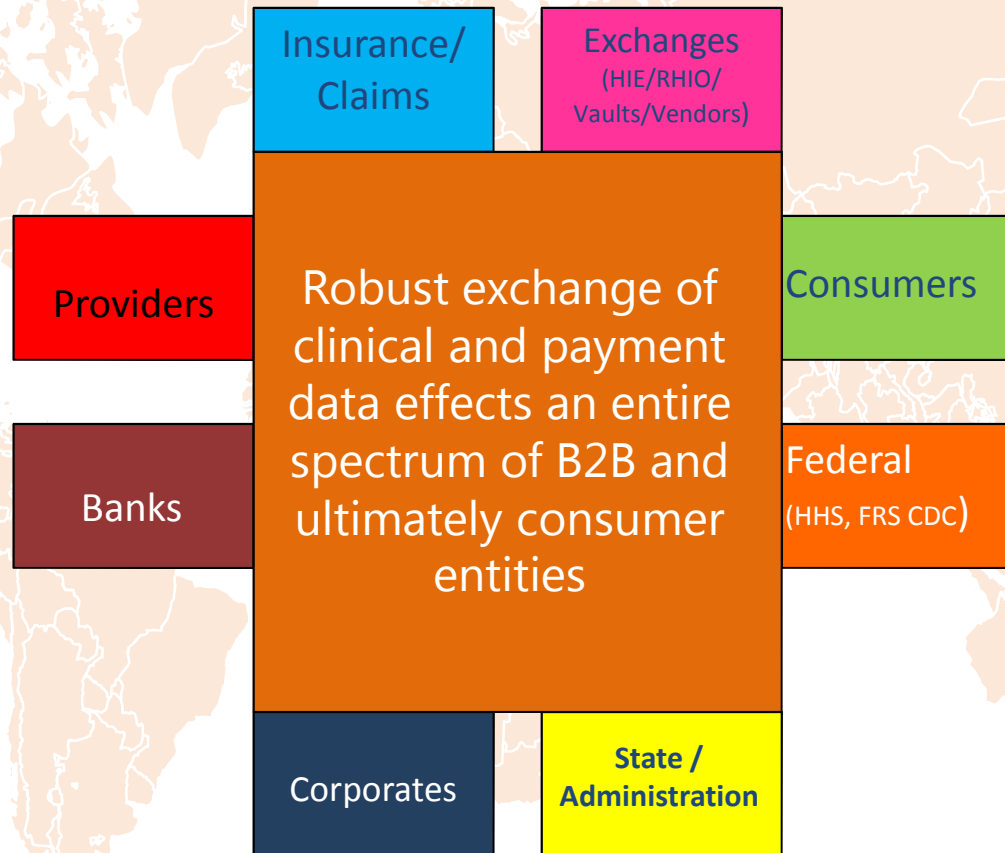 Insurance/
Claims
Exchanges
(HIE/RHIO/
Vaults/Vendors)
Providers
Robust exchange of
clinical and payment
data effects an entire
spectrum of B2B and
ultimately consumer
entities
Consumers
Banks
Federal
(HHS, FRS CDC)
Corporates
State /
Administration